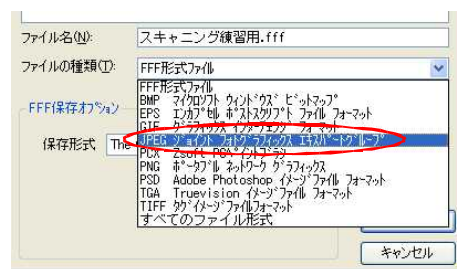 ファイル名(N): スキャニング練習用.fff
ファイルの種類(T): FFF形式ファイル
FFF形式ファイル
BMP マイクロソフト ウィンドウズ ビットマップ
EPS エンカプセル ポストスクリプト ファイル フォーマット
GIF グラフィックス インターチェンジ フォーマット
FFF保存オプション
JPEG ジョイント フォトグラフィックス エキスパートグループ
保存形式 The
PCX Zsoft PCペイントブラシ
PNG ポータブル ネットワーク グラフィックス
PSD Adobe Photoshop イメージファイル フォーマット
TGA Truevision イメージファイル フォーマット
TIFF タグイメージファイルフォーマット
すべてのファイル形式
キャンセル